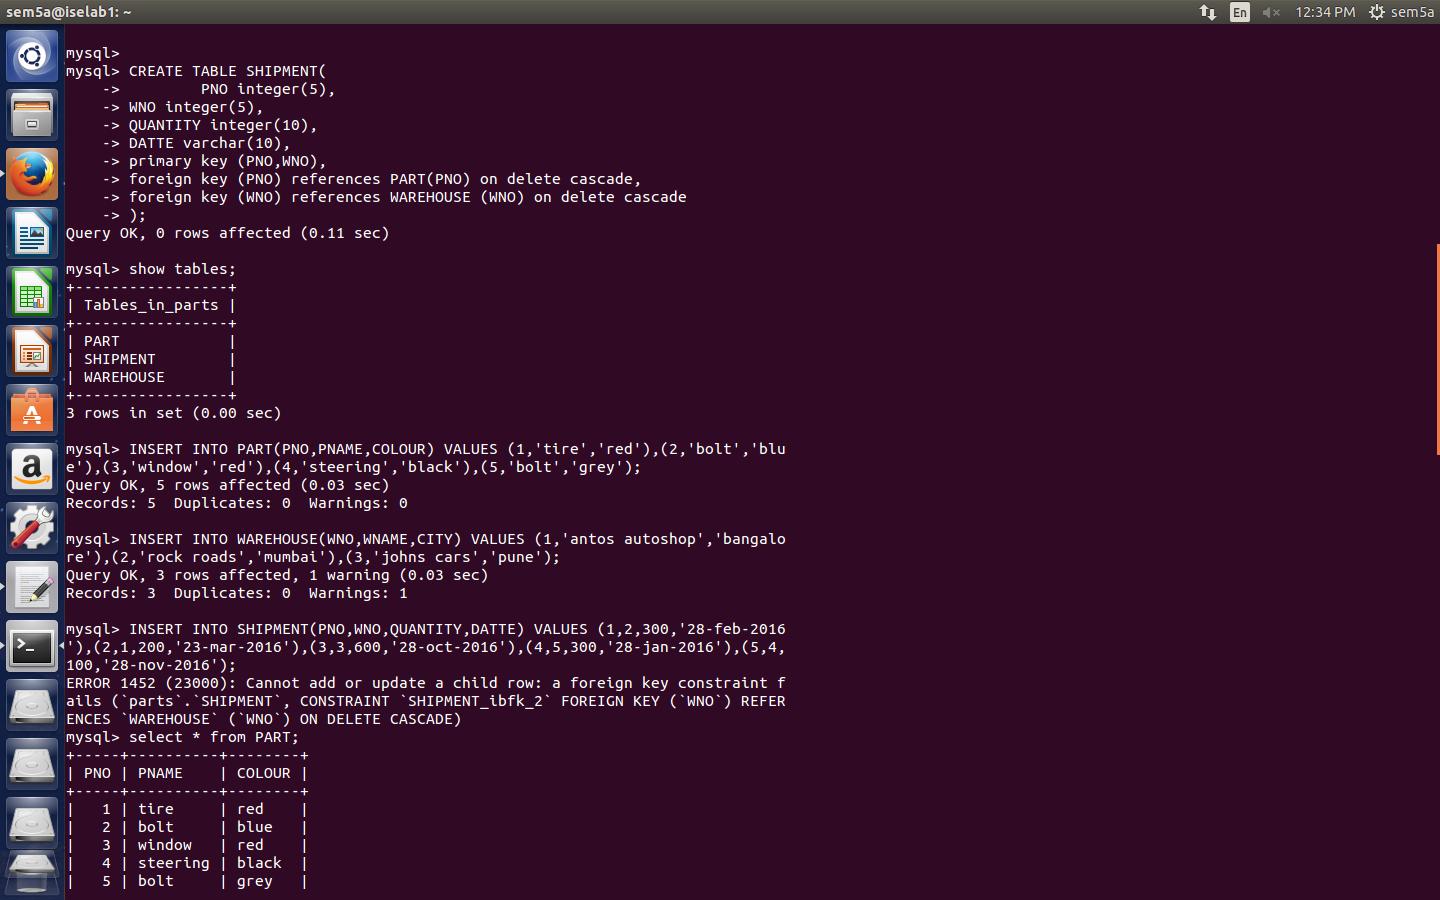 sem5a@iselab1: ~
En
12:34 PM
sem5a
mysql>
mysql> CREATE TABLE SHIPMENT(
    ->         PNO integer(5),
    -> WNO integer(5),
    -> QUANTITY integer(10),
    -> DATTE varchar(10),
    -> primary key (PNO,WNO),
    -> foreign key (PNO) references PART(PNO) on delete cascade,
    -> foreign key (WNO) references WAREHOUSE (WNO) on delete cascade
    -> );
Query OK, 0 rows affected (0.11 sec)
mysql> show tables;
+-----------------+
| Tables_in_parts |
+-----------------+
| PART            |
| SHIPMENT        |
| WAREHOUSE       |
+-----------------+
3 rows in set (0.00 sec)
mysql> INSERT INTO PART(PNO,PNAME,COLOUR) VALUES (1,'tire','red'),(2,'bolt','blu
e'),(3,'window','red'),(4,'steering','black'),(5,'bolt','grey');
Query OK, 5 rows affected (0.03 sec)
Records: 5  Duplicates: 0  Warnings: 0
mysql> INSERT INTO WAREHOUSE(WNO,WNAME,CITY) VALUES (1,'antos autoshop','bangalo
re'),(2,'rock roads','mumbai'),(3,'johns cars','pune');
Query OK, 3 rows affected, 1 warning (0.03 sec)
Records: 3  Duplicates: 0  Warnings: 1
mysql> INSERT INTO SHIPMENT(PNO,WNO,QUANTITY,DATTE) VALUES (1,2,300,'28-feb-2016
'),(2,1,200,'23-mar-2016'),(3,3,600,'28-oct-2016'),(4,5,300,'28-jan-2016'),(5,4,
100,'28-nov-2016');
ERROR 1452 (23000): Cannot add or update a child row: a foreign key constraint f
ails (`parts`.`SHIPMENT`, CONSTRAINT `SHIPMENT_ibfk_2` FOREIGN KEY (`WNO`) REFER
ENCES `WAREHOUSE` (`WNO`) ON DELETE CASCADE)
mysql> select * from PART;
+-----+----------+--------+
| PNO | PNAME    | COLOUR |
+-----+----------+--------+
|   1 | tire     | red    |
|   2 | bolt     | blue   |
|   3 | window   | red    |
|   4 | steering | black  |
|   5 | bolt     | grey   |